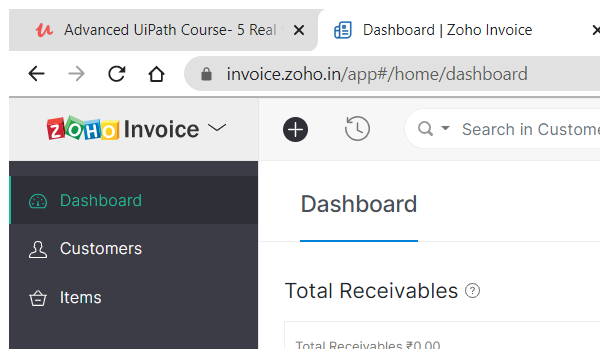 Advanced UiPath Course- 5 Real
Dashboard | Zoho Invoice
invoice.zoho.in/app#/home/dashboard
ZOHO Invoice
Search in Custome
Dashboard
Customers
Items
Dashboard
Total Receivables
Total Receivables ₹0.00